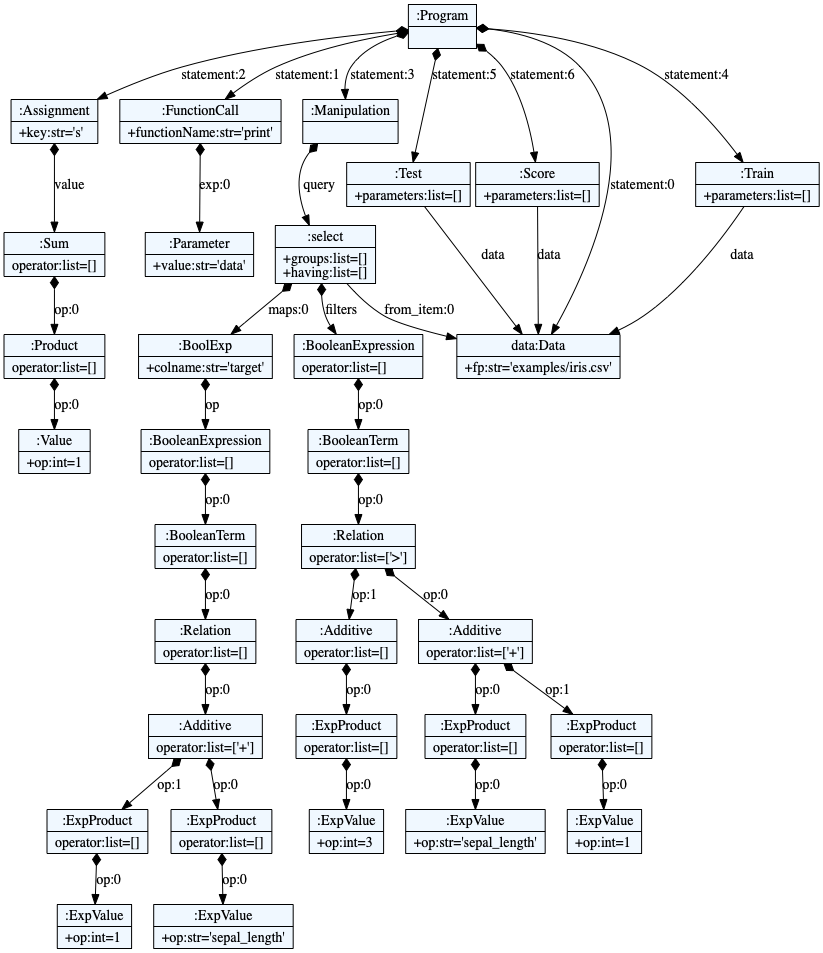 :Program
statement:2
statement:1
statement:3
statement:5
statement:6
statement:4
:Assignment
+key:str='s'
:FunctionCall
+functionName:str='print'
:Manipulation
value
exp:0
query
:Test
+parameters:list=[]
:Score
+parameters:list=[]
statement:0
:Train
+parameters:list=[]
:Sum
operator:list=[]
:Parameter
+value:str='data'
:select
+groups:list=[]
+having:list=[]
data
data
data
op:0
maps:0
filters
from_item:0
:Product
operator:list=[]
:BoolExp
+colname:str='target'
:BooleanExpression
operator:list=[]
data:Data
+fp:str='examples/iris.csv'
op:0
op
op:0
:Value
+op:int=1
:BooleanExpression
operator:list=[]
:BooleanTerm
operator:list=[]
op:0
op:0
:BooleanTerm
operator:list=[]
:Relation
operator:list=['>']
op:0
op:1
op:0
:Relation
operator:list=[]
:Additive
operator:list=[]
:Additive
operator:list=['+']
op:0
op:0
op:0
op:1
:Additive
operator:list=['+']
:ExpProduct
operator:list=[]
:ExpProduct
operator:list=[]
:ExpProduct
operator:list=[]
op:1
op:0
op:0
op:0
op:0
:ExpProduct
operator:list=[]
:ExpProduct
operator:list=[]
:ExpValue
+op:int=3
:ExpValue
+op:str='sepal_length'
:ExpValue
+op:int=1
op:0
op:0
:ExpValue
+op:int=1
:ExpValue
+op:str='sepal_length'